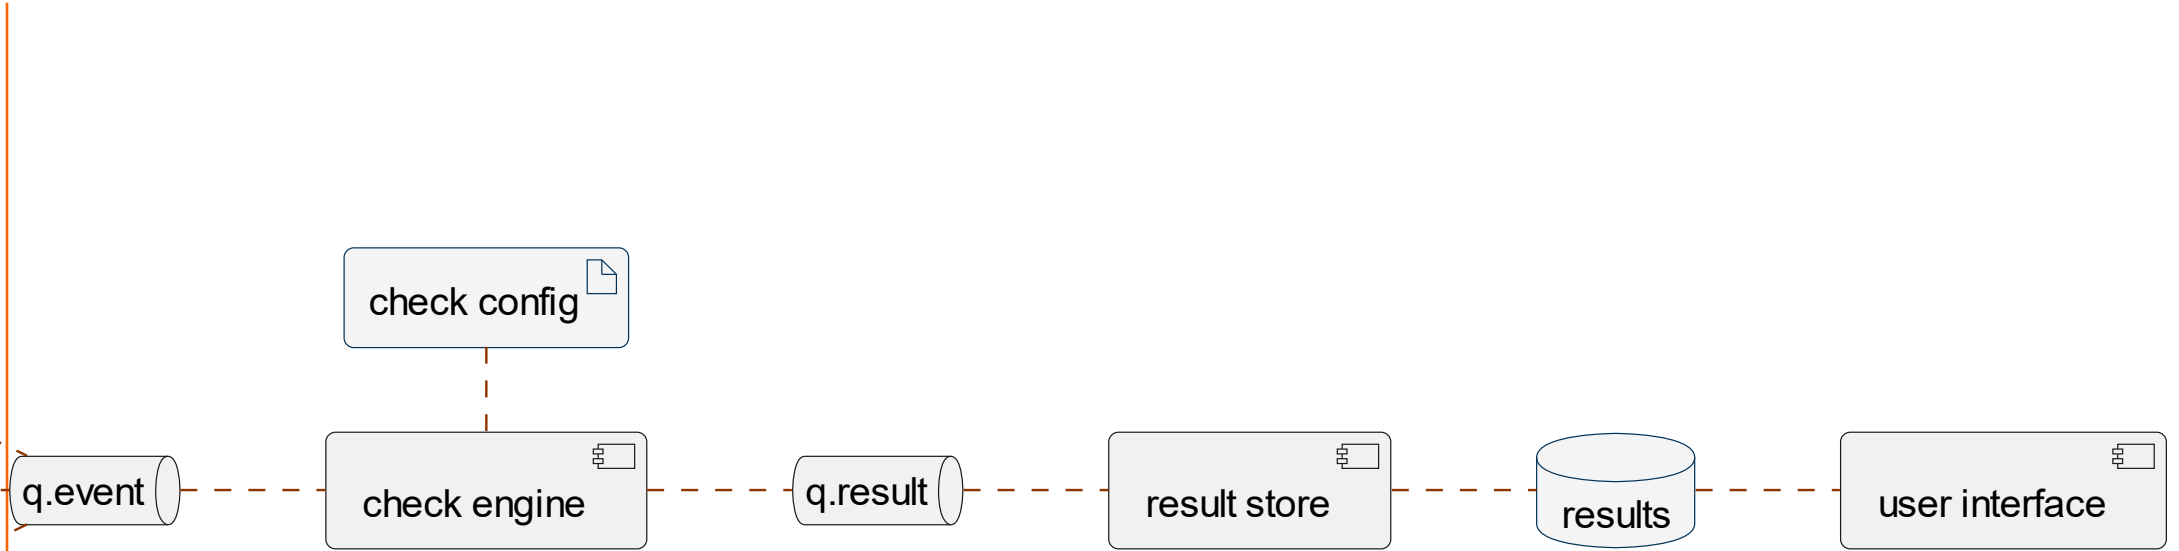 check config
q.event
check engine
q.result
result store
results
user interface